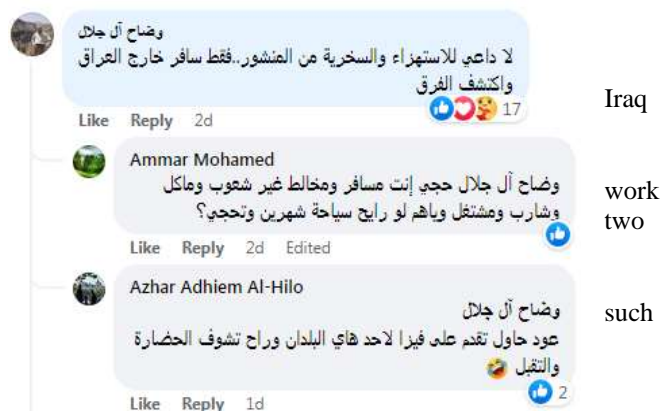 وضاح آل جلال
لا داعي للاستهزاء والسخرية من المنشور..فقط سافر خارج العراق
واكتشف الفرق
17
Like Reply 2d
Iraq
Ammar Mohamed
وضاح آل جلال حجي إنت مسافر ومخالط غير شعوب وماكل
وشارب ومشتغل وياهم لو رايح سياحة شهرين وتحجي؟
work
two
Like Reply 2d Edited
Azhar Adhiem Al-Hilo
وضاح آل جلال
such
عود حاول تقدم على فيزا لاحد هاي البلدان وراح تشوف الحضارة
والتقبل 🤣
2
Like Reply 1d